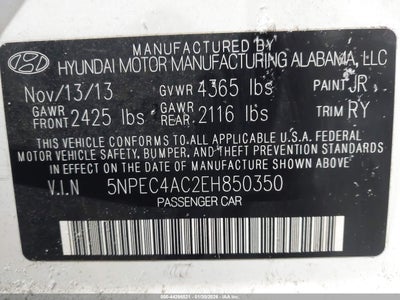 MANUFACTURED BY
HYUNDAI MOTOR MANUFACTURING ALABAMA, LLC
Nov/13/13 GVWR 4365 lbs PAINT JR
GAWR FRONT 2425 lbs GAWR REAR 2116 lbs TRIM RY
THIS VEHICLE CONFORMS TO ALL APPLICABLE U.S.A. FEDERAL
MOTOR VEHICLE SAFETY, BUMPER, AND THEFT PREVENTION STANDARDS
IN EFFECT ON THE DATE OF MANUFACTURE SHOWN ABOVE.
V.I.N 5NPEC4AC2EH850350
PASSENGER CAR